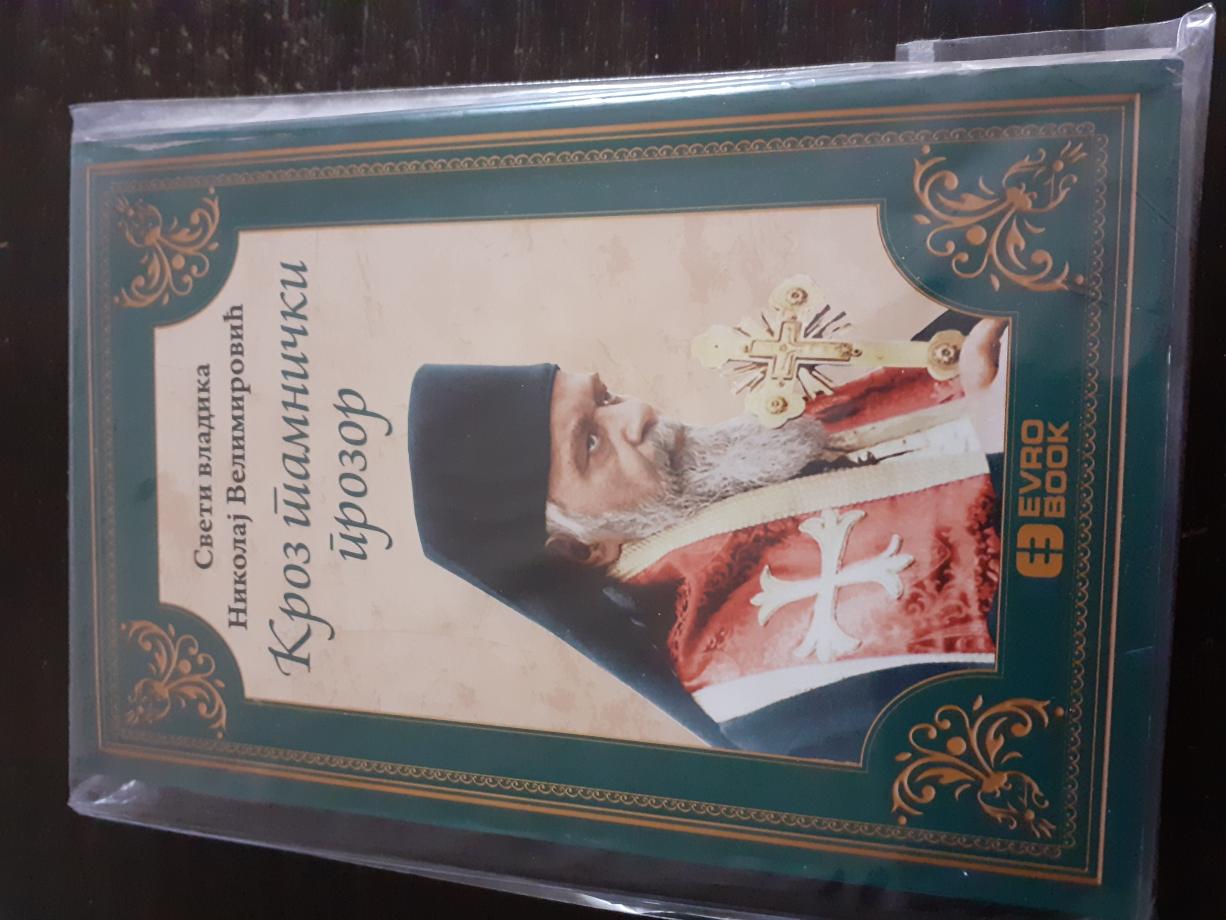 Свети владика
Николај Велимировић
Кроз тамнички
прозор
EVRO
BOOK